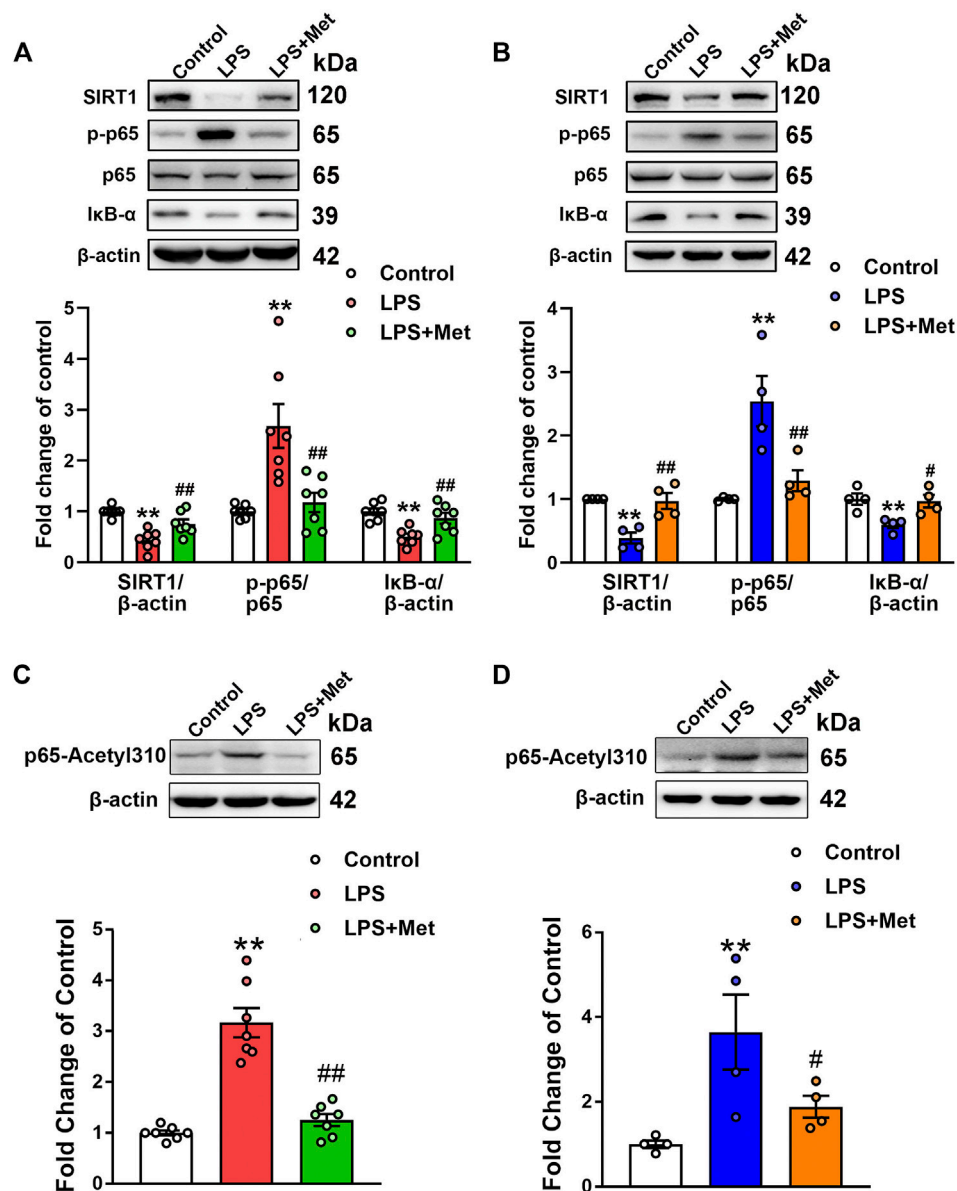 A
Control
LPS
LPS+Met
kDa
SIRT1
120
p-p65
65
p65
65
IκB-α
39
β-actin
42
Control
LPS
LPS+Met
Fold change of control
5
4
3
2
1
0
**
##
**
##
**
##
SIRT1/
β-actin
p-p65/
p65
IκB-α/
β-actin
B
Control
LPS
LPS+Met
kDa
SIRT1
120
p-p65
65
p65
65
IκB-α
39
β-actin
42
Control
LPS
LPS+Met
Fold change of control
4
3
2
1
0
**
##
**
##
**
#
SIRT1/
β-actin
p-p65/
p65
IκB-α/
β-actin
C
Control
LPS
LPS+Met
kDa
p65-Acetyl310
65
β-actin
42
Control
LPS
LPS+Met
Fold Change of Control
5
4
3
2
1
0
**
##
D
Control
LPS
LPS+Met
kDa
p65-Acetyl310
65
β-actin
42
Control
LPS
LPS+Met
Fold Change of Control
6
4
2
0
**
#